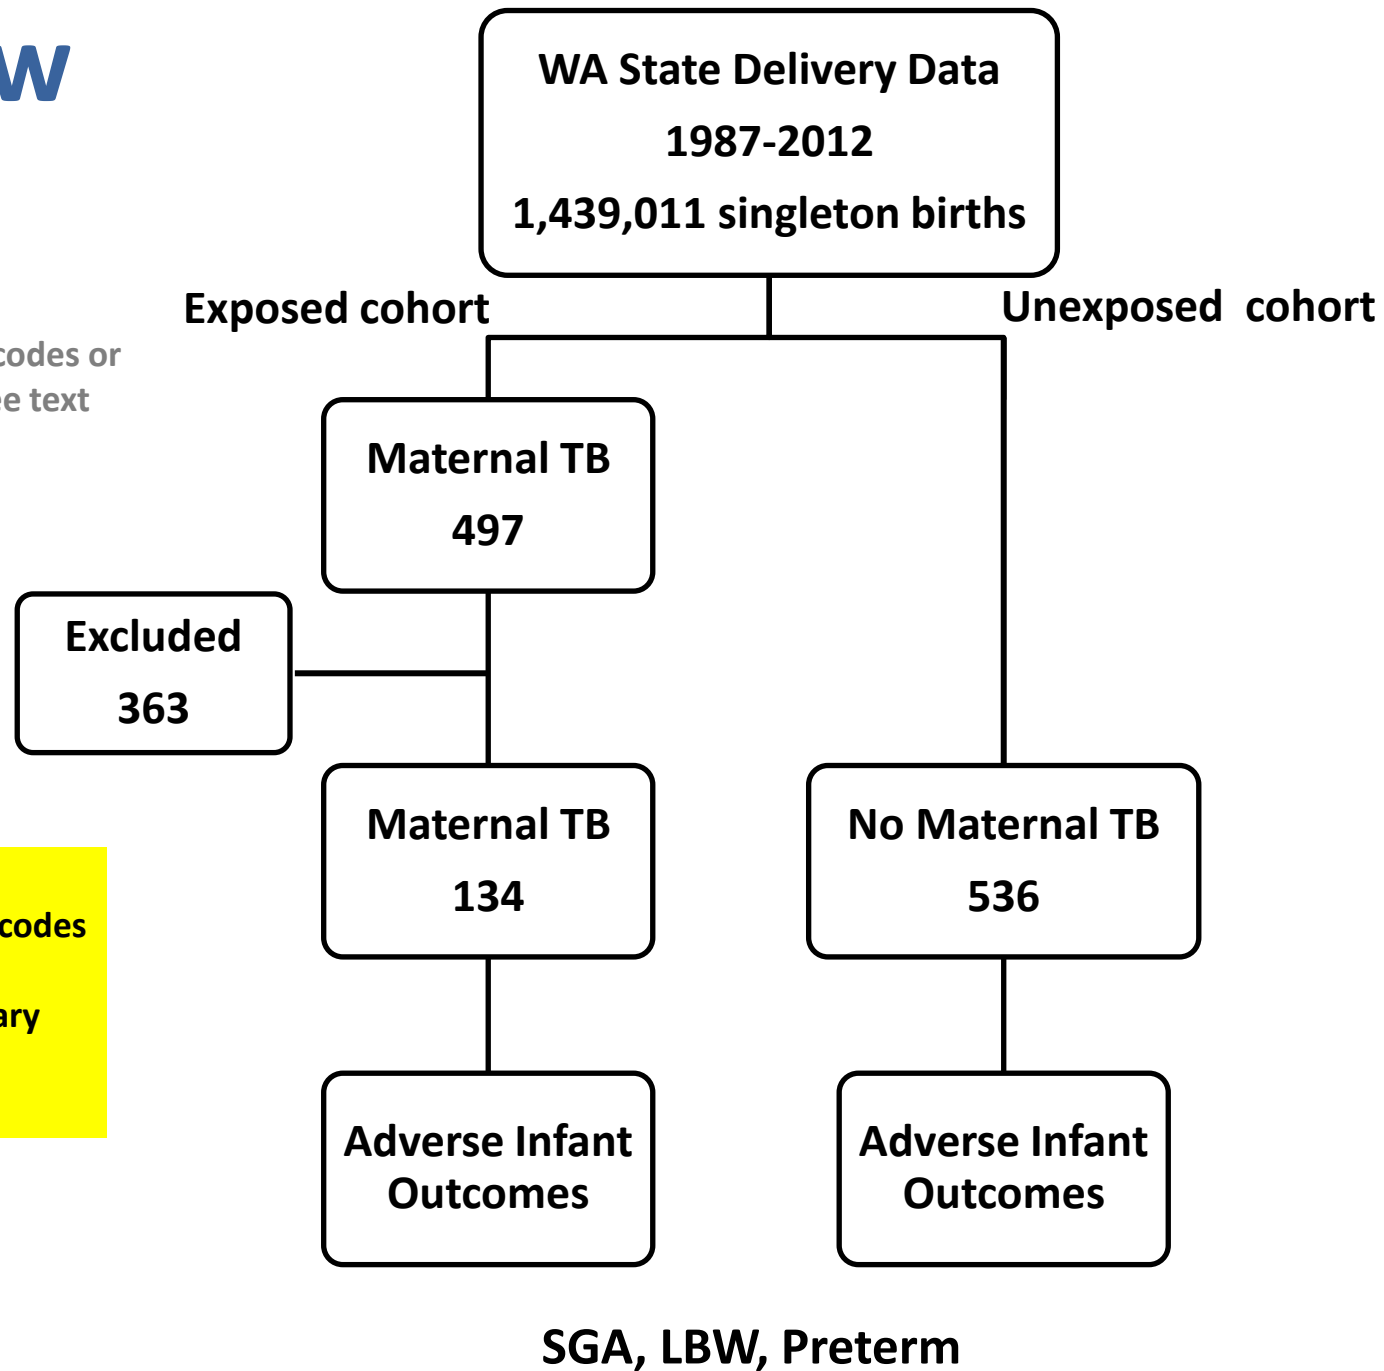 w
WA State Delivery Data
1987-2012
1,439,011 singleton births
Exposed cohort
Unexposed cohort
codes or
ee text
Maternal TB
497
Excluded
363
Maternal TB
134
No Maternal TB
536
codes
ary
Adverse Infant
Outcomes
Adverse Infant
Outcomes
SGA, LBW, Preterm